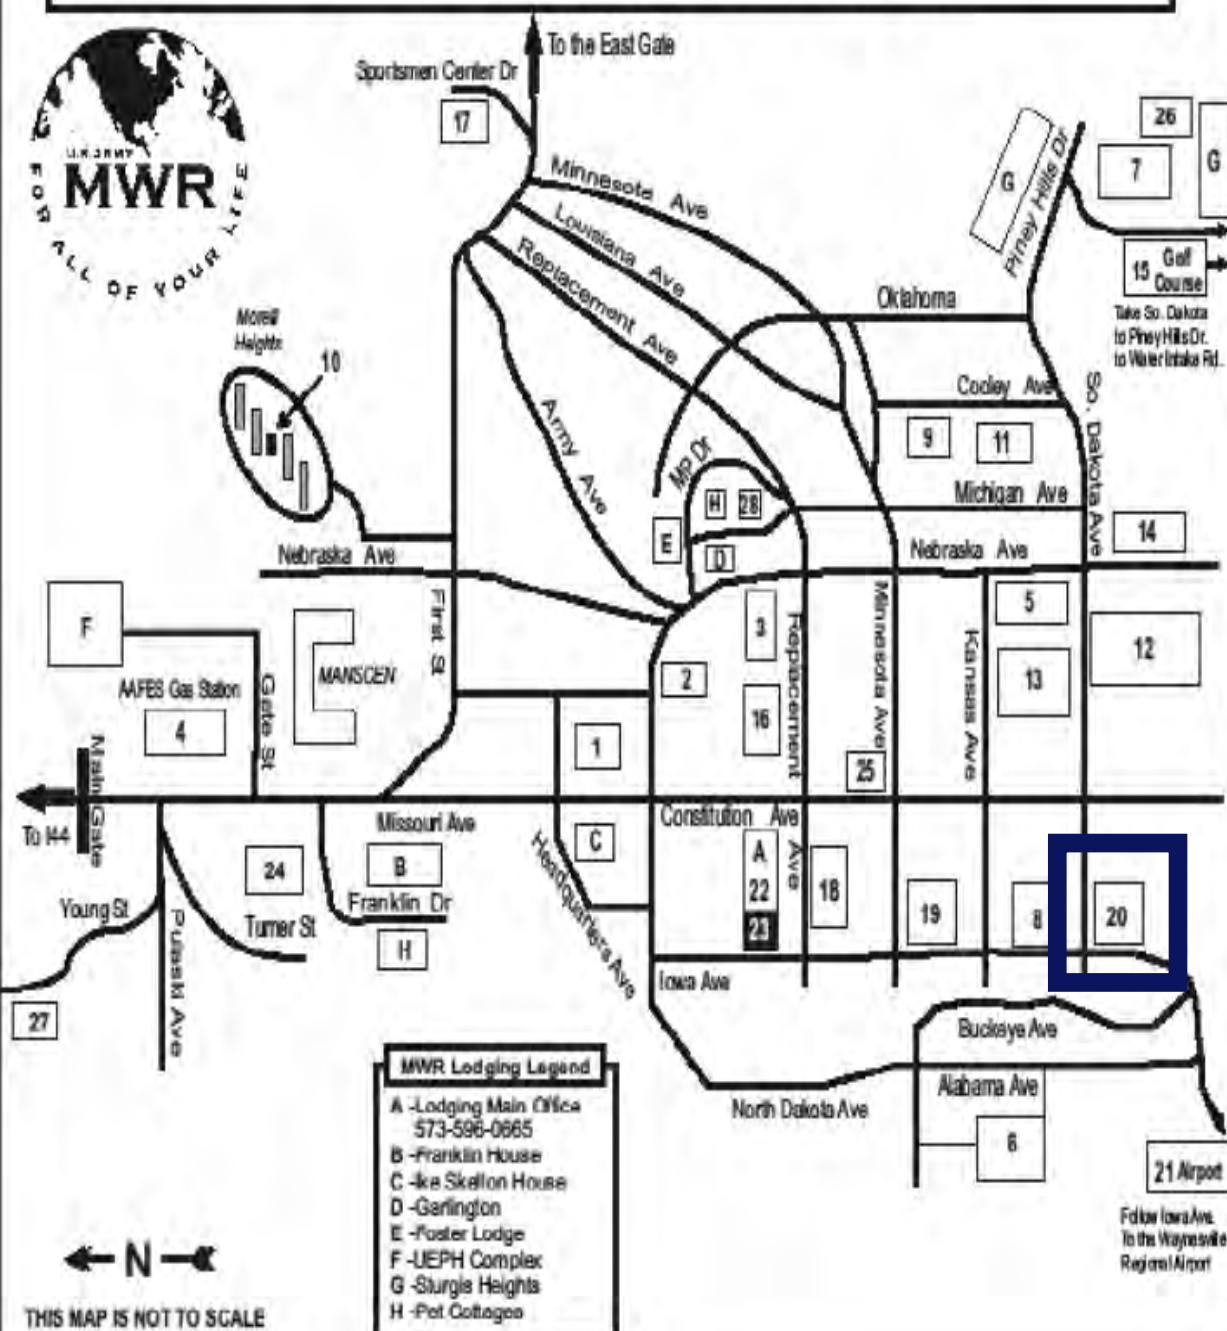 To the East Gate
Sportsmen Center Dr
17
26
7
G
G
Piney Hills Dr
U.S. ARMY
MWR
FOR ALL OF YOUR LIFE
Minnesota Ave
Louisiana Ave
Replacement Ave
15 Golf
Course
Take So. Dakota
to Piney Hills Dr.
to Water Intake Rd.
Oklahoma
Morelli
Heights
10
Cooley Ave
So. Dakota Ave
9
11
Army Ave
MP Dr
H
28
E
D
Michigan Ave
14
Nebraska Ave
Nebraska Ave
F
First St
MANSCEN
AAFES Gas Station
4
Gate St
3
Replacement
Minnesota Ave
Kansas Ave
5
12
13
2
16
1
25
Main Gate
To I44
Missouri Ave
Constitution Ave
C
A
22
23
Ave
18
19
8
20
24
B
Franklin Dr
H
Young St
Turner St
Pulaski Ave
Headquarters Ave
Iowa Ave
27
Buckeye Ave
Alabama Ave
North Dakota Ave
6
21 Airport
Follow Iowa Ave.
To the Waynesville
Regional Airport
MWR Lodging Legend
A -Lodging Main Office
573-596-0665
B -Franklin House
C -Ike Skelton House
D -Garlington
E -Foster Lodge
F -UEPH Complex
G -Sturgis Heights
H -Pet Cottages
N
THIS MAP IS NOT TO SCALE